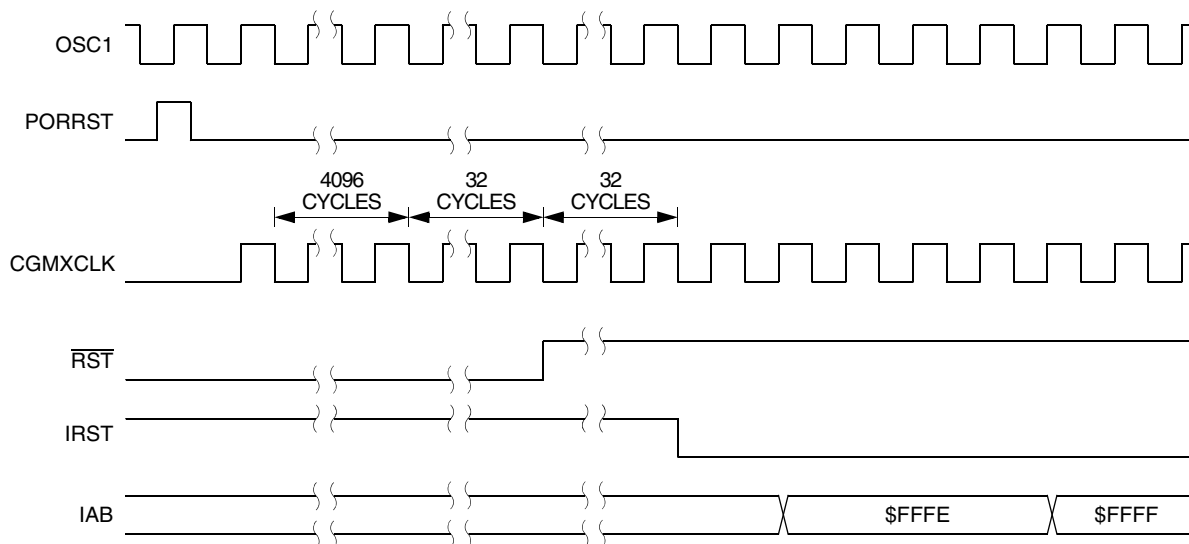 OSC1
PORRST
4096
CYCLES
32
CYCLES
32
CYCLES
CGMXCLK
RST
IRST
IAB
$FFFE
$FFFF